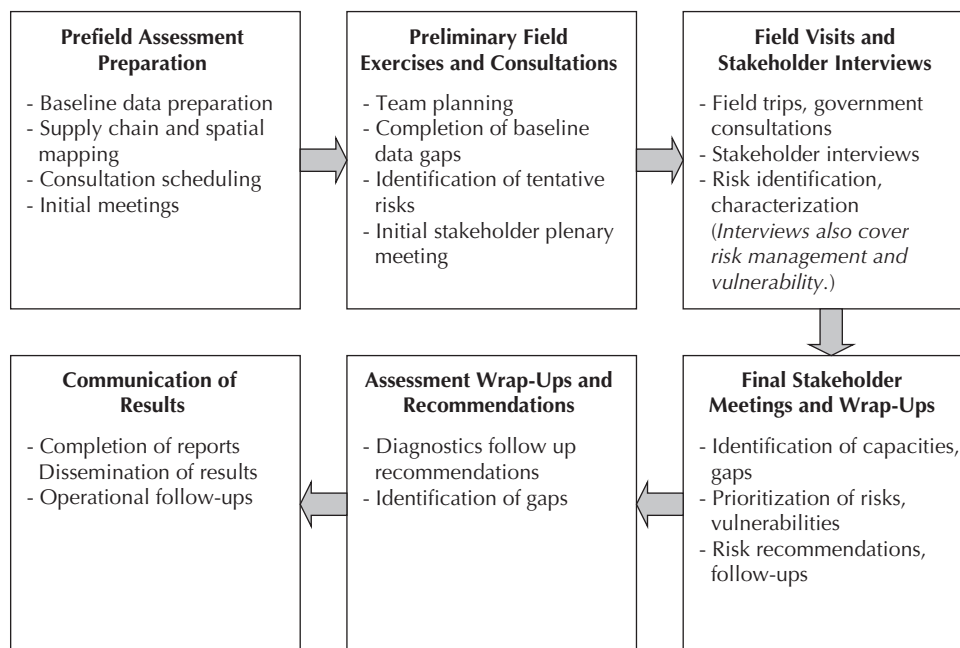 Prefield Assessment
Preparation
- Baseline data preparation
- Supply chain and spatial
mapping
- Consultation scheduling
- Initial meetings
Preliminary Field
Exercises and Consultations
- Team planning
- Completion of baseline
data gaps
- Identification of tentative
risks
- Initial stakeholder plenary
meeting
Field Visits and
Stakeholder Interviews
- Field trips, government
consultations
- Stakeholder interviews
- Risk identification,
characterization
(Interviews also cover
risk management and
vulnerability.)
Final Stakeholder
Meetings and Wrap-Ups
- Identification of capacities,
gaps
- Prioritization of risks,
vulnerabilities
- Risk recommendations,
follow-ups
Assessment Wrap-Ups and
Recommendations
- Diagnostics follow up
recommendations
- Identification of gaps
Communication of
Results
- Completion of reports
Dissemination of results
- Operational follow-ups